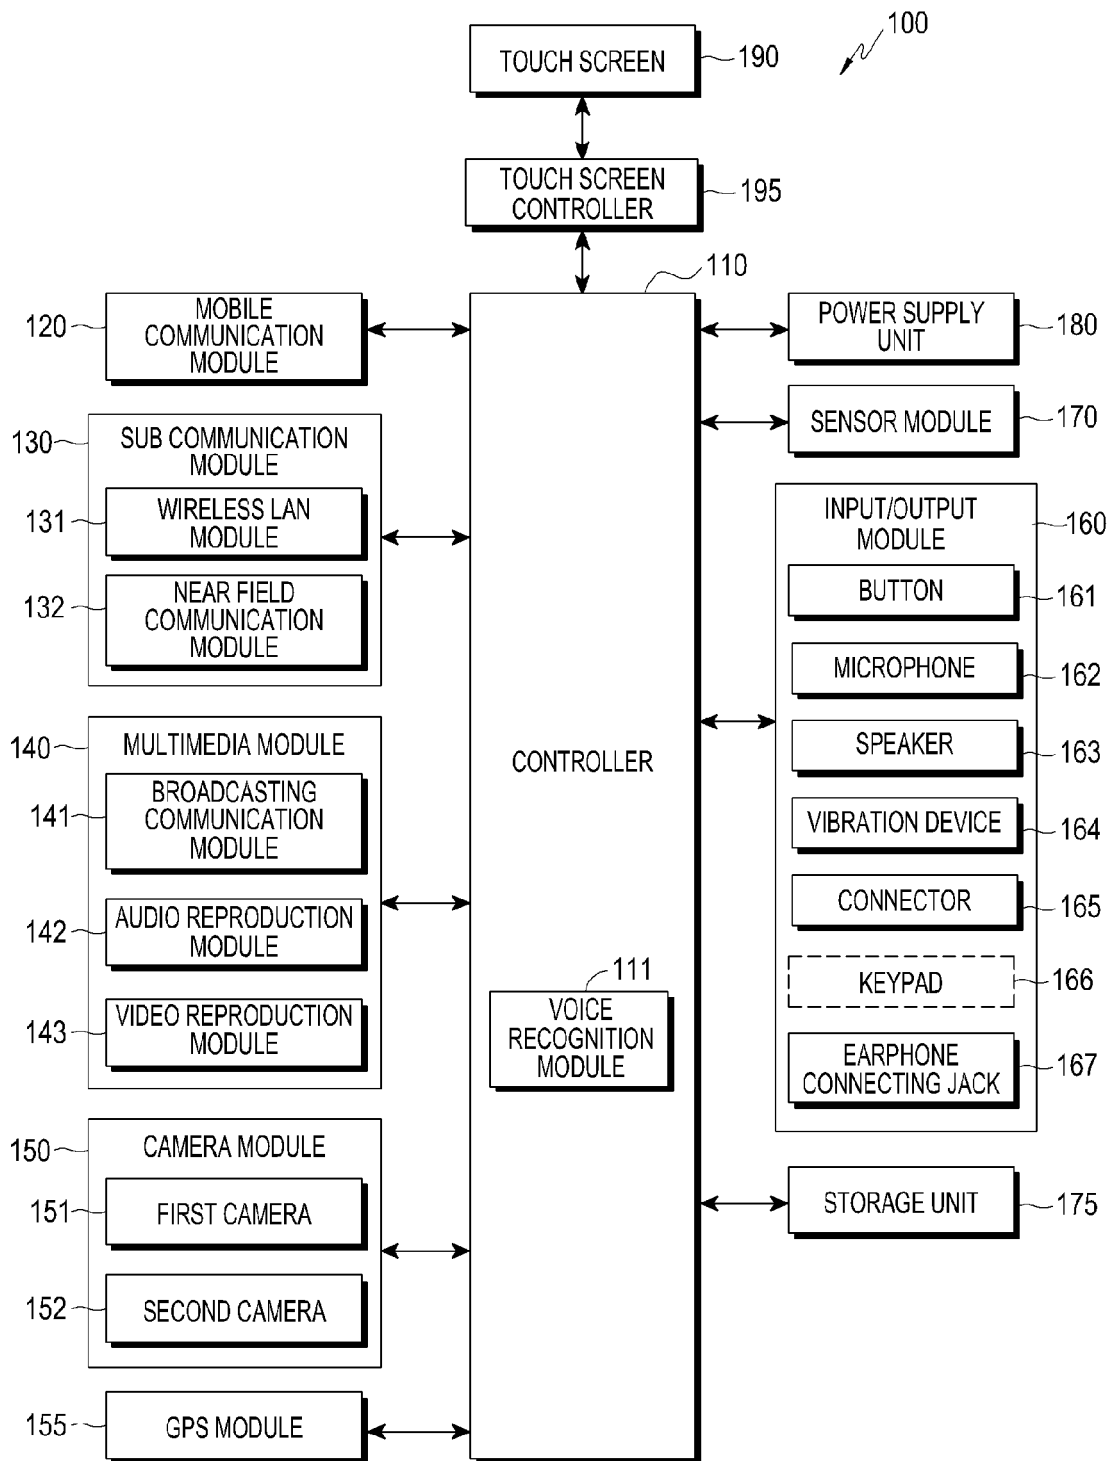 100
TOUCH SCREEN
190
TOUCH SCREEN
CONTROLLER
195
110
120
MOBILE
COMMUNICATION
MODULE
130
SUB COMMUNICATION
MODULE
131
WIRELESS LAN
MODULE
132
NEAR FIELD
COMMUNICATION
MODULE
140
MULTIMEDIA MODULE
141
BROADCASTING
COMMUNICATION
MODULE
142
AUDIO REPRODUCTION
MODULE
143
VIDEO REPRODUCTION
MODULE
150
CAMERA MODULE
151
FIRST CAMERA
152
SECOND CAMERA
155
GPS MODULE
CONTROLLER
111
VOICE
RECOGNITION
MODULE
POWER SUPPLY
UNIT
180
SENSOR MODULE
170
INPUT/OUTPUT
MODULE
160
BUTTON
161
MICROPHONE
162
SPEAKER
163
VIBRATION DEVICE
164
CONNECTOR
165
KEYPAD
166
EARPHONE
CONNECTING JACK
167
STORAGE UNIT
175